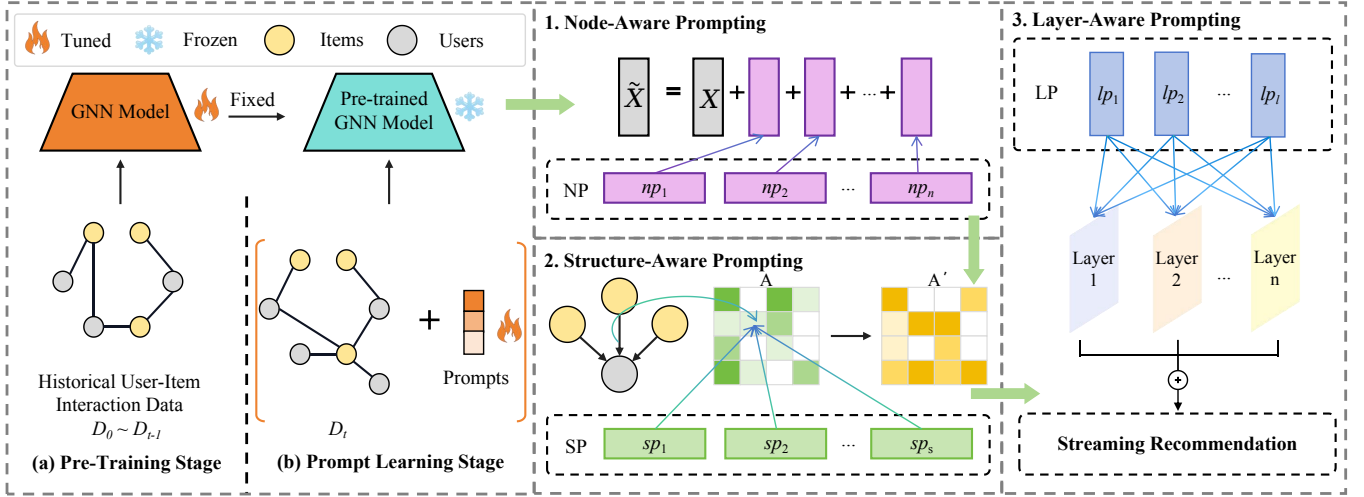 Tuned Frozen Items Users
GNN Model
Fixed
Pre-trained
GNN Model
Historical User-Item
Interaction Data
D₀ ~ Dₜ₋₁
(a) Pre-Training Stage
+
Prompts
Dₜ
(b) Prompt Learning Stage
1. Node-Aware Prompting
X̃ = X + + + ... +
NP np₁ np₂ ... npₙ
2. Structure-Aware Prompting
A A′
SP sp₁ sp₂ ... spₛ
3. Layer-Aware Prompting
LP lp₁ lp₂ ... lpₗ
Layer
1
Layer
2
...
Layer
n
+
Streaming Recommendation